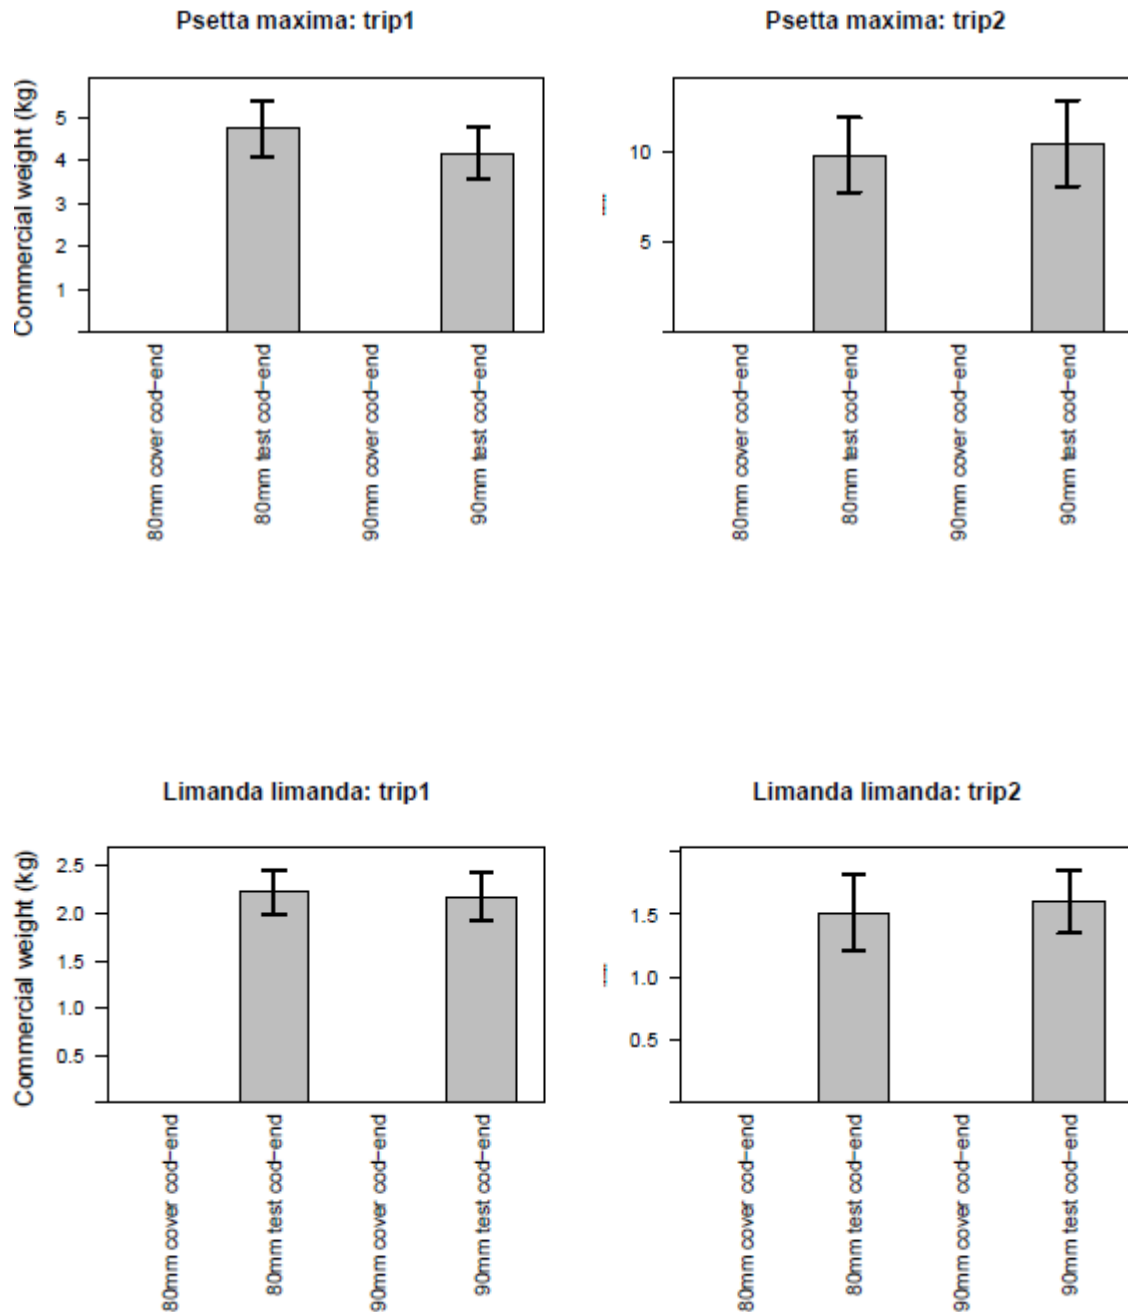 Psetta maxima: trip1
Psetta maxima: trip2
Commercial weight (kg)
5
4
3
2
1
10
5
80mm cover cod-end
80mm test cod-end
90mm cover cod-end
90mm test cod-end
80mm cover cod-end
80mm test cod-end
90mm cover cod-end
90mm test cod-end
Limanda limanda: trip1
Limanda limanda: trip2
Commercial weight (kg)
2.5
2.0
1.5
1.0
0.5
1.5
1.0
0.5
80mm cover cod-end
80mm test cod-end
90mm cover cod-end
90mm test cod-end
80mm cover cod-end
80mm test cod-end
90mm cover cod-end
90mm test cod-end